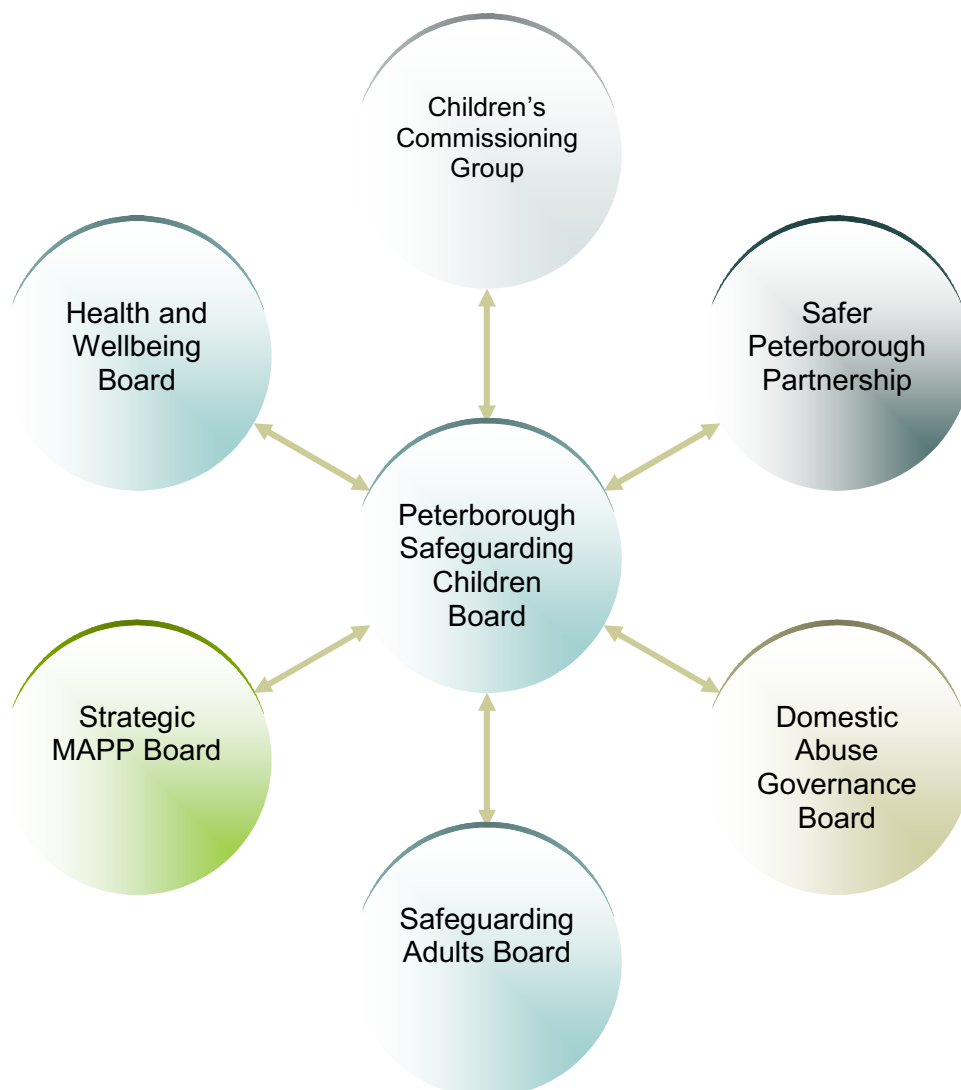 Children’s
Commissioning
Group
Health and
Wellbeing
Board
Safer
Peterborough
Partnership
Peterborough
Safeguarding
Children
Board
Strategic
MAPP Board
Domestic
Abuse
Governance
Board
Safeguarding
Adults Board